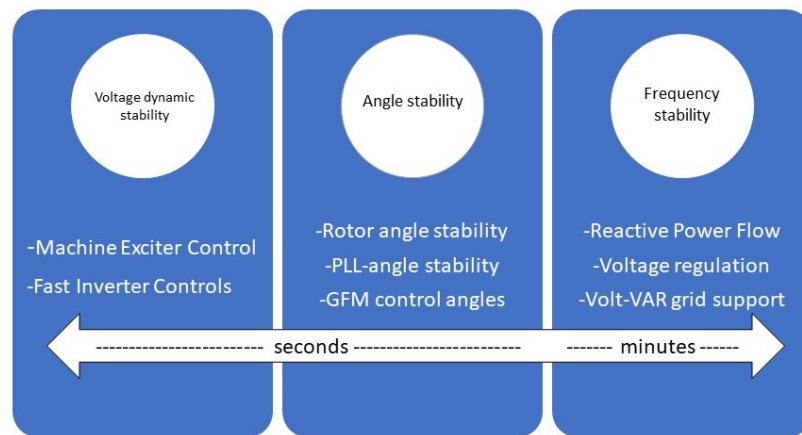 Voltage dynamic
stability
-Machine Exciter Control
-Fast Inverter Controls
Angle stability
-Rotor angle stability
-PLL-angle stability
-GFM control angles
Frequency
stability
-Reactive Power Flow
-Voltage regulation
-Volt-VAR grid support
------------------------ seconds ------------------------ ------- minutes ------